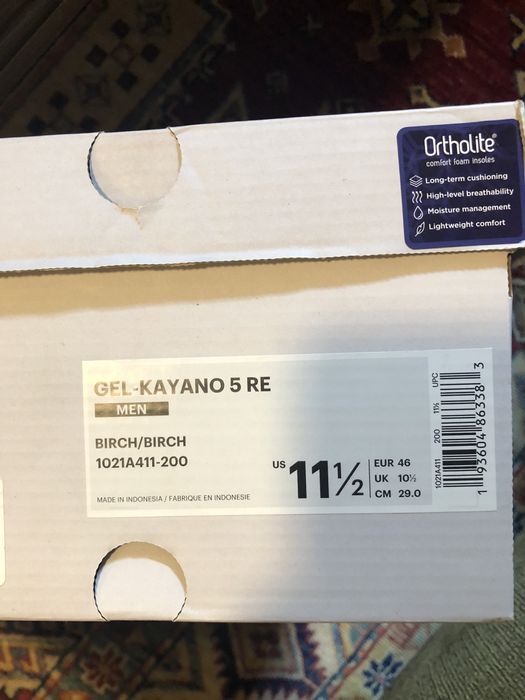 Ortholite®
comfort foam insoles
Long-term cushioning
High-level breathability
Moisture management
Lightweight comfort
GEL-KAYANO 5 RE
MEN
BIRCH/BIRCH
1021A411-200
MADE IN INDONESIA / FABRIQUE EN INDONESIE
US 11½
EUR 46
UK 10½
CM 29.0
1021A411 200 11½ UPC
1 93604 86338 3